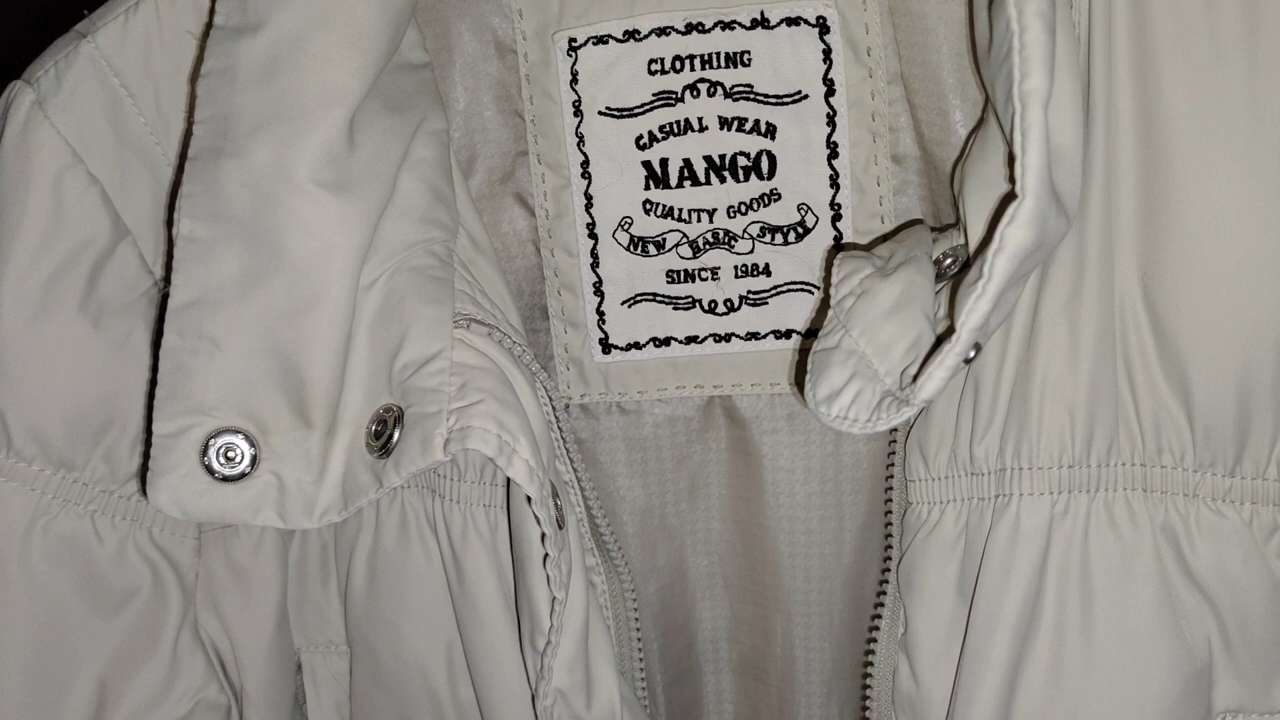 CLOTHING
CASUAL WEAR
MANGO
QUALITY GOODS
NEW BASIC STYLE
SINCE 1984